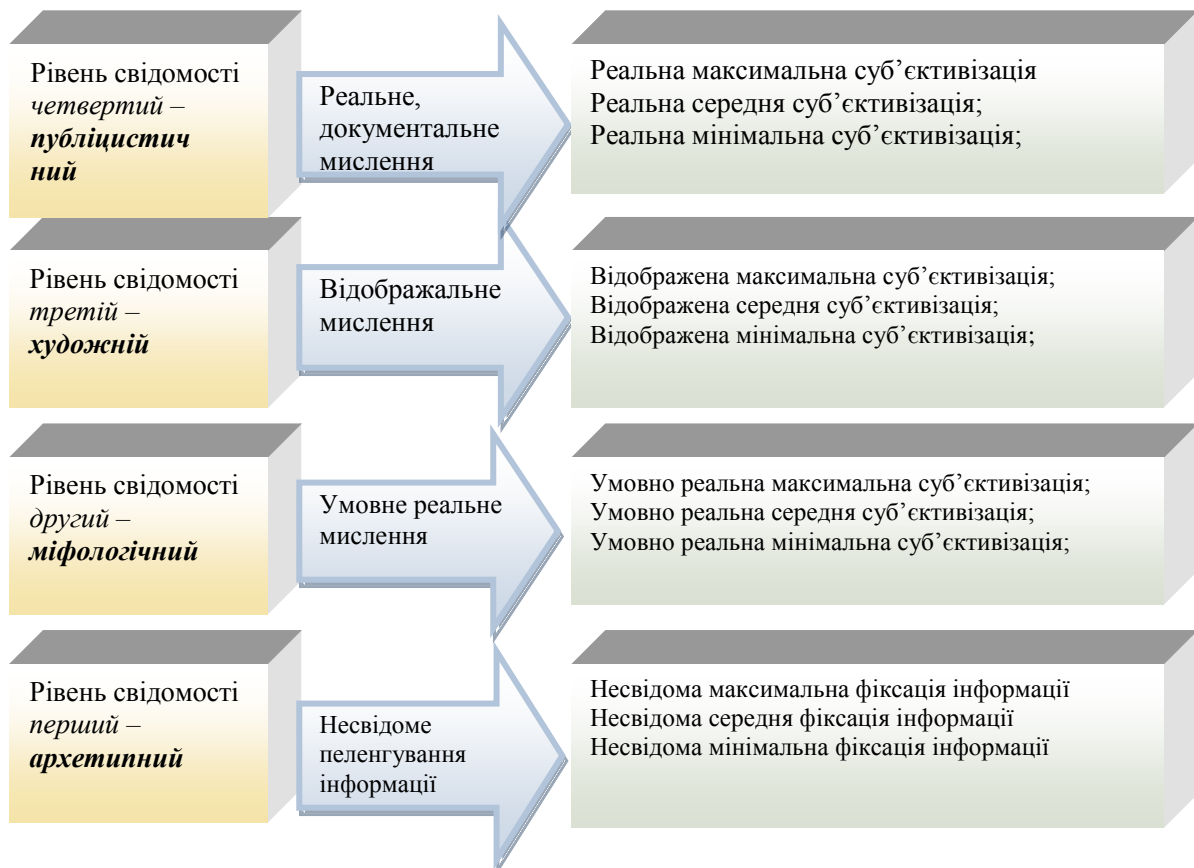 Рівень свідомості
четвертий –
публіцистич
ний
Реальне,
документальне
мислення
Реальна максимальна суб’єктивізація
Реальна середня суб’єктивізація;
Реальна мінімальна суб’єктивізація;
Рівень свідомості
третій –
художній
Відображальне
мислення
Відображена максимальна суб’єктивізація;
Відображена середня суб’єктивізація;
Відображена мінімальна суб’єктивізація;
Рівень свідомості
другий –
міфологічний
Умовне реальне
мислення
Умовно реальна максимальна суб’єктивізація;
Умовно реальна середня суб’єктивізація;
Умовно реальна мінімальна суб’єктивізація;
Рівень свідомості
перший –
архетипний
Несвідоме
пеленгування
інформації
Несвідома максимальна фіксація інформації
Несвідома середня фіксація інформації
Несвідома мінімальна фіксація інформації